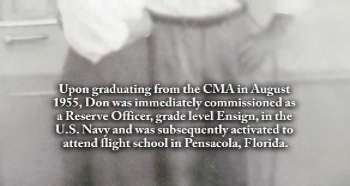 Upon graduating from the CMA in August
1955, Don was immediately commissioned as
a Reserve Officer, grade level Ensign, in the
U.S. Navy and was subsequently activated to
attend flight school in Pensacola, Florida.